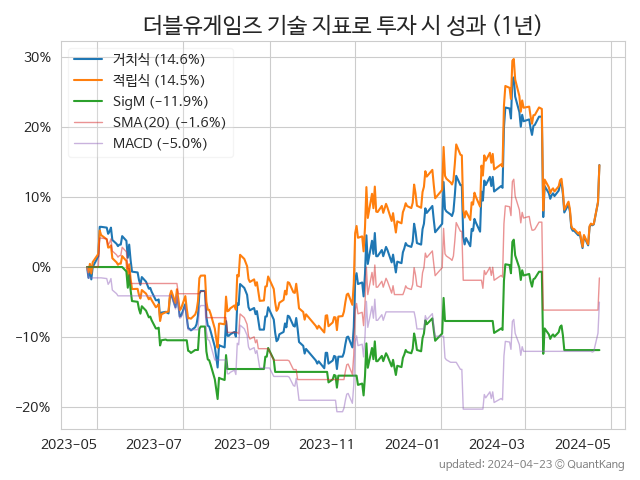 더블유게임즈 기술 지표로 투자 시 성과 (1년)
거치식 (14.6%)
적립식 (14.5%)
SigM (−11.9%)
SMA(20) (−1.6%)
MACD (−5.0%)
30%
20%
10%
0%
−10%
−20%
2023-05 2023-07 2023-09 2023-11 2024-01 2024-03 2024-05
updated: 2024-04-23 © QuantKang